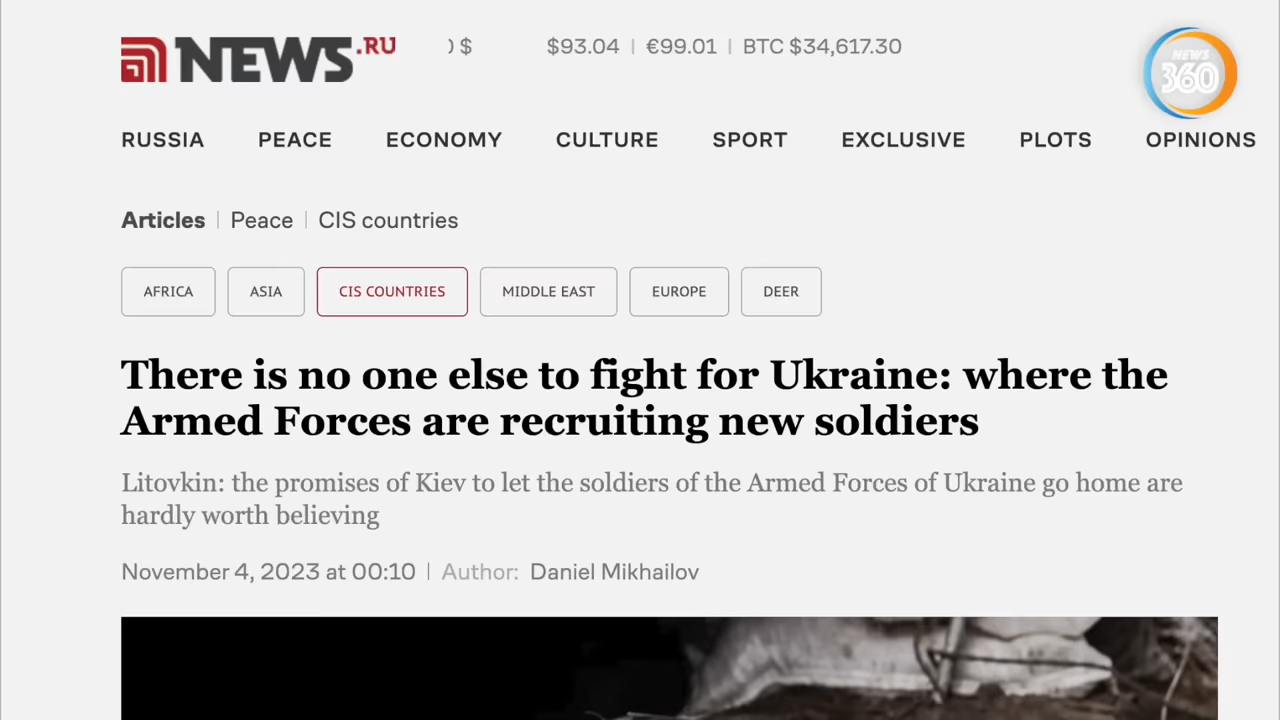 NEWS.RU
) $ $93.04 | €99.01 | BTC $34,617.30
NEWS
360
RUSSIA PEACE ECONOMY CULTURE SPORT EXCLUSIVE PLOTS OPINIONS
Articles | Peace | CIS countries
AFRICA ASIA CIS COUNTRIES MIDDLE EAST EUROPE DEER
There is no one else to fight for Ukraine: where the
Armed Forces are recruiting new soldiers
Litovkin: the promises of Kiev to let the soldiers of the Armed Forces of Ukraine go home are
hardly worth believing
November 4, 2023 at 00:10 | Author: Daniel Mikhailov